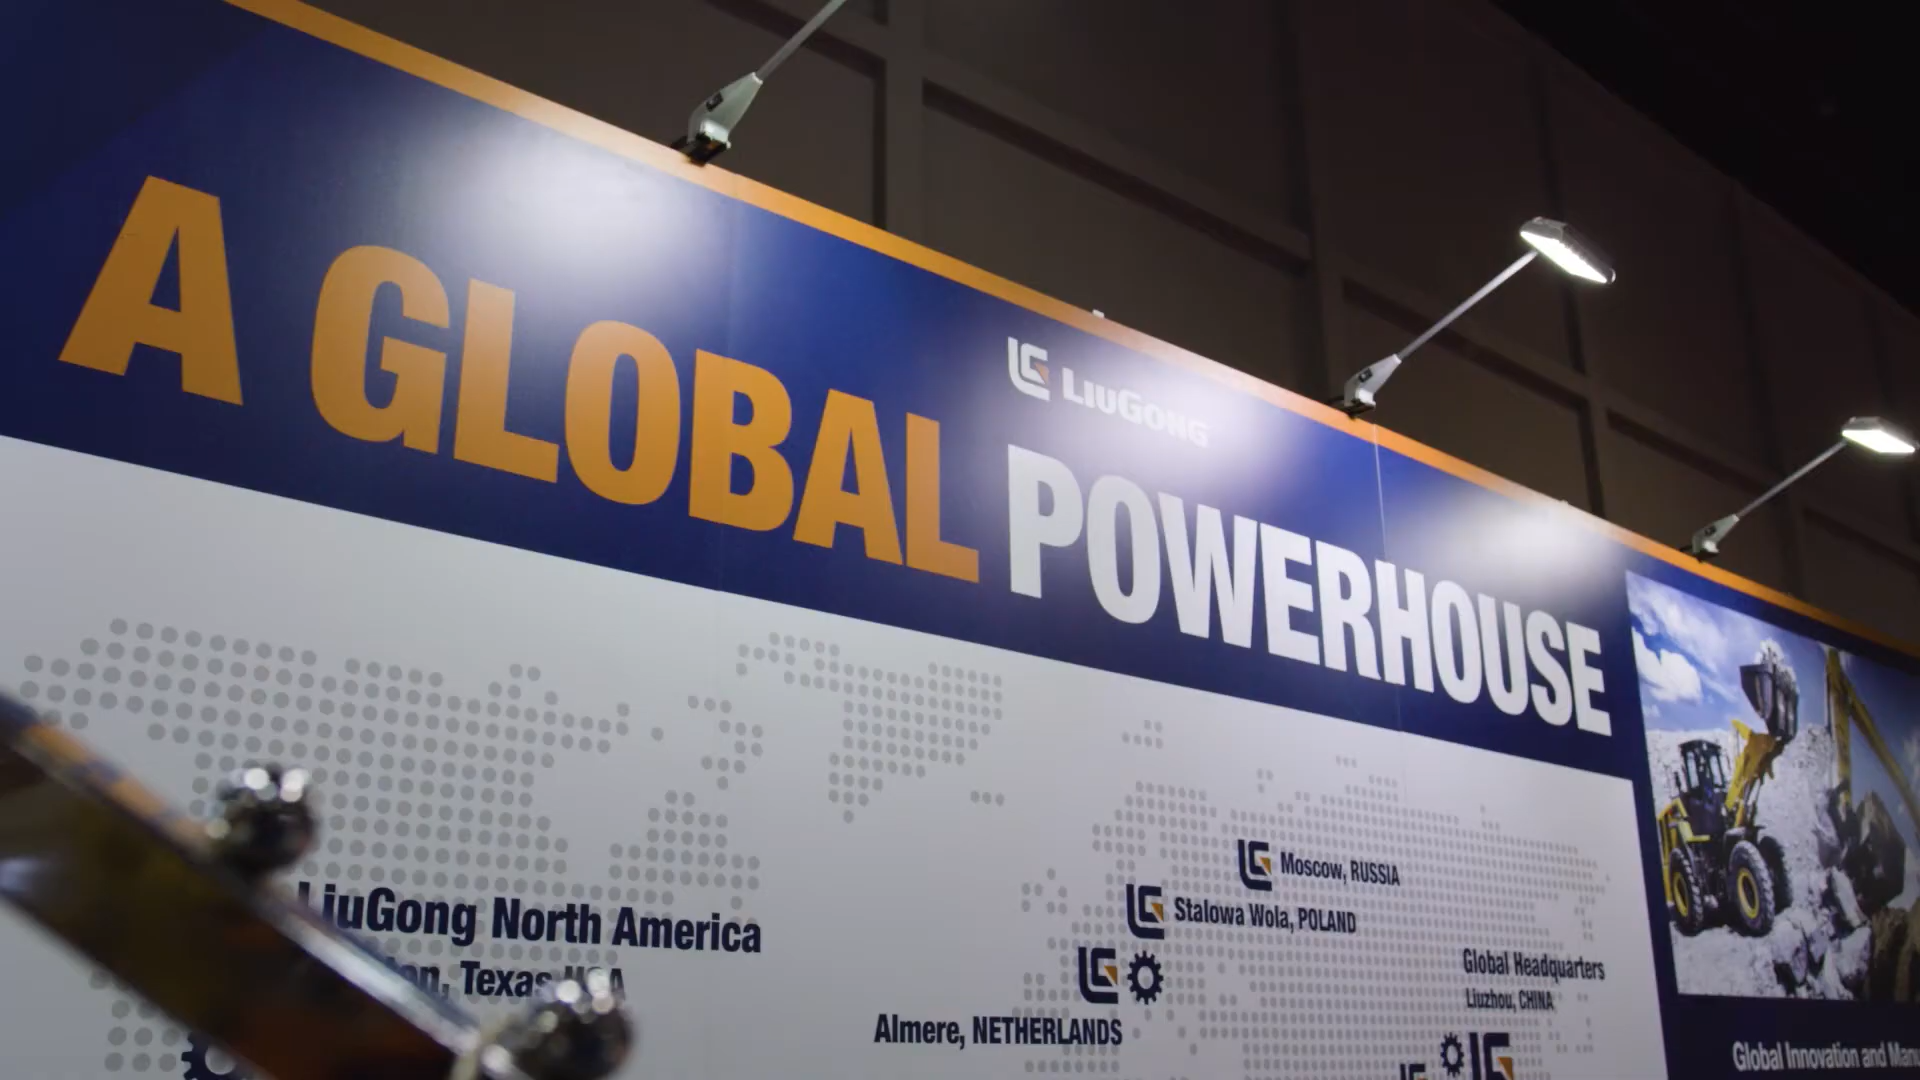 A GLOBAL POWERHOUSE
LIUGONG
Moscow, RUSSIA
Stalowa Wola, POLAND
LiuGong North America
Texas USA
Global Headquarters
Liuzhou, CHINA
Almere, NETHERLANDS
Global Innovation and